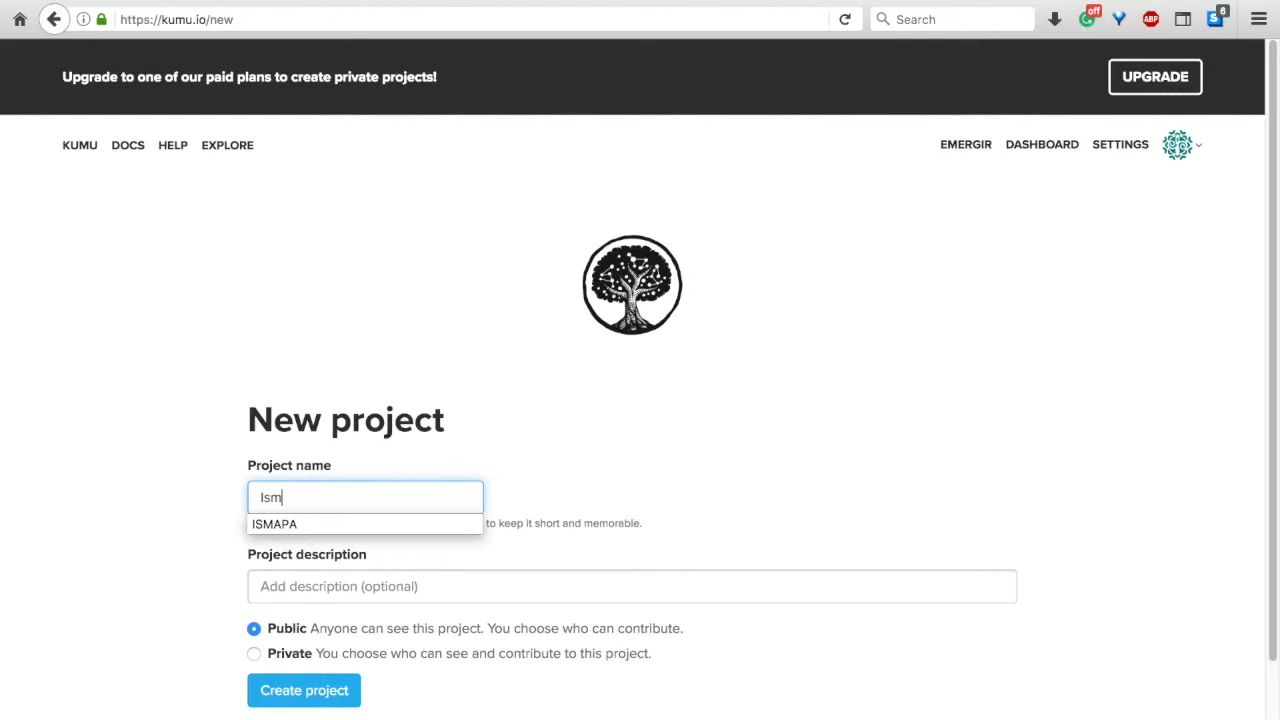 https://kumu.io/new
Search
off
ABP
S
6
Upgrade to one of our paid plans to create private projects!
UPGRADE
KUMU DOCS HELP EXPLORE
EMERGIR DASHBOARD SETTINGS
New project
Project name
Ism
ISMAPA
to keep it short and memorable.
Project description
Add description (optional)
Public Anyone can see this project. You choose who can contribute.
Private You choose who can see and contribute to this project.
Create project